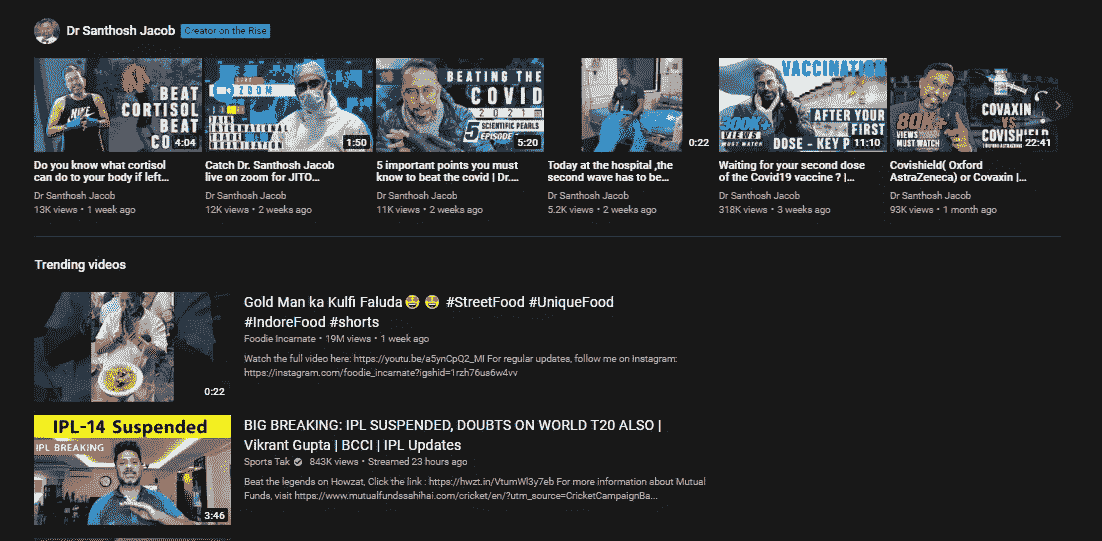 Dr Santhosh Jacob Creator on the Rise
BEAT
CORTISOL
BEAT
CO
NIKE
4:04
ZOOM
1:50
BEATING THE
COVID
2021
5 SCIENTIFIC PEARLS
EPISODE
5:20
0:22
VACCINATION
300K+
VIEWS
MUST WATCH
AFTER YOUR
FIRST
DOSE - KEY P
11:10
80K+
VIEWS
MUST WATCH
COVAXIN
VS
COVISHIELD
22:41
Do you know what cortisol
can do to your body if left...
Dr Santhosh Jacob
13K views • 1 week ago
Catch Dr. Santhosh Jacob
live on zoom for JITO...
Dr Santhosh Jacob
12K views • 2 weeks ago
5 important points you must
know to beat the covid | Dr....
Dr Santhosh Jacob
11K views • 2 weeks ago
Today at the hospital ,the
second wave has to be...
Dr Santhosh Jacob
5.2K views • 2 weeks ago
Waiting for your second dose
of the Covid19 vaccine ? |...
Dr Santhosh Jacob
318K views • 3 weeks ago
Covishield( Oxford
AstraZeneca) or Covaxin |...
Dr Santhosh Jacob
93K views • 1 month ago
Trending videos
0:22
Gold Man ka Kulfi Faluda🤩 🤩 #StreetFood #UniqueFood
#IndoreFood #shorts
Foodie Incarnate • 19M views • 1 week ago
Watch the full video here: https://youtu.be/a5ynCpQ2_MI For regular updates, follow me on Instagram:
https://instagram.com/foodie_incarnate?igshid=1rzh76us6w4vv
IPL-14 Suspended
IPL BREAKING
3:46
BIG BREAKING: IPL SUSPENDED, DOUBTS ON WORLD T20 ALSO |
Vikrant Gupta | BCCI | IPL Updates
Sports Tak 843K views • Streamed 23 hours ago
Beat the legends on Howzat, Click the link : https://hwzt.in/VtumWl3y7eb For more information about Mutual
Funds, visit https://www.mutualfundssahihai.com/cricket/en/?utm_source=CricketCampaignBa...